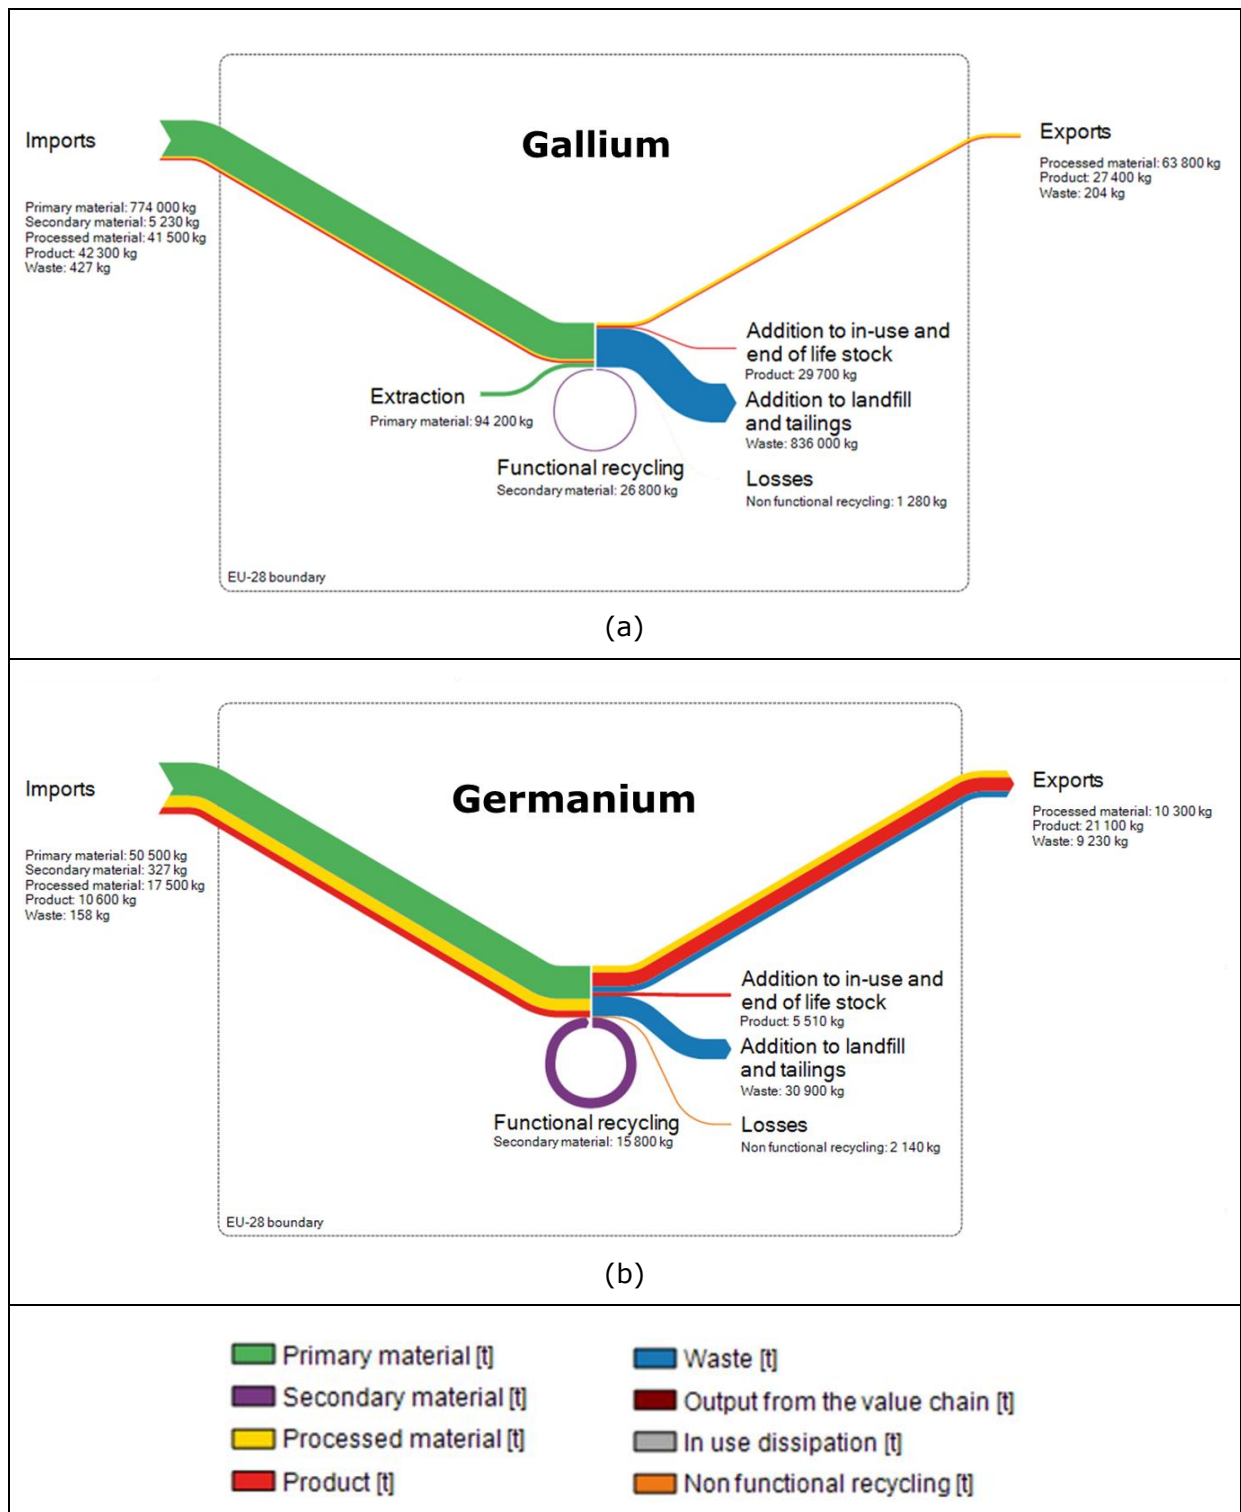 Gallium
Imports
Primary material: 774 000 kg
Secondary material: 5 230 kg
Processed material: 41 500 kg
Product: 42 300 kg
Waste: 427 kg
Exports
Processed material: 63 800 kg
Product: 27 400 kg
Waste: 204 kg
Addition to in-use and
end of life stock
Product: 29 700 kg
Extraction
Primary material: 94 200 kg
Addition to landfill
and tailings
Waste: 836 000 kg
Functional recycling
Secondary material: 26 800 kg
Losses
Non functional recycling: 1 280 kg
EU-28 boundary
(a)
Germanium
Imports
Primary material: 50 500 kg
Secondary material: 327 kg
Processed material: 17 500 kg
Product: 10 600 kg
Waste: 158 kg
Exports
Processed material: 10 300 kg
Product: 21 100 kg
Waste: 9 230 kg
Addition to in-use and
end of life stock
Product: 5 510 kg
Addition to landfill
and tailings
Waste: 30 900 kg
Functional recycling
Secondary material: 15 800 kg
Losses
Non functional recycling: 2 140 kg
EU-28 boundary
(b)
Primary material [t]
Secondary material [t]
Processed material [t]
Product [t]
Waste [t]
Output from the value chain [t]
In use dissipation [t]
Non functional recycling [t]